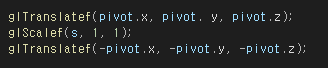 glTranslatef(pivot.x, pivot. y, pivot.z);
glScalef(s, 1, 1);
glTranslatef(-pivot.x, -pivot.y, -pivot.z);